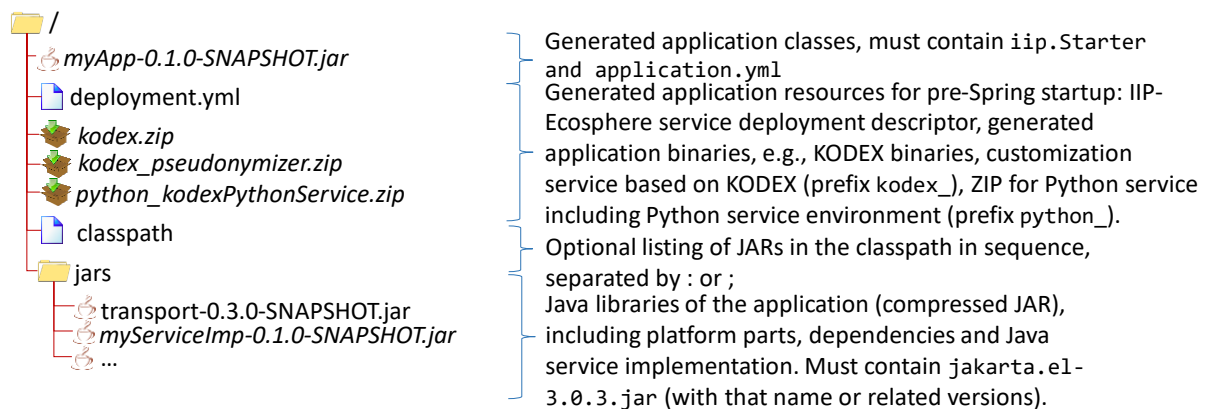 /
myApp-0.1.0-SNAPSHOT.jar
deployment.yml
kodex.zip
kodex_pseudonymizer.zip
python_kodexPythonService.zip
classpath
jars
transport-0.3.0-SNAPSHOT.jar
myServiceImp-0.1.0-SNAPSHOT.jar
...
Generated application classes, must contain iip.Starter
and application.yml
Generated application resources for pre-Spring startup: IIP-
Ecosphere service deployment descriptor, generated
application binaries, e.g., KODEX binaries, customization
service based on KODEX (prefix kodex_), ZIP for Python service
including Python service environment (prefix python_).
Optional listing of JARs in the classpath in sequence,
separated by : or ;
Java libraries of the application (compressed JAR),
including platform parts, dependencies and Java
service implementation. Must contain jakarta.el-
3.0.3.jar (with that name or related versions).